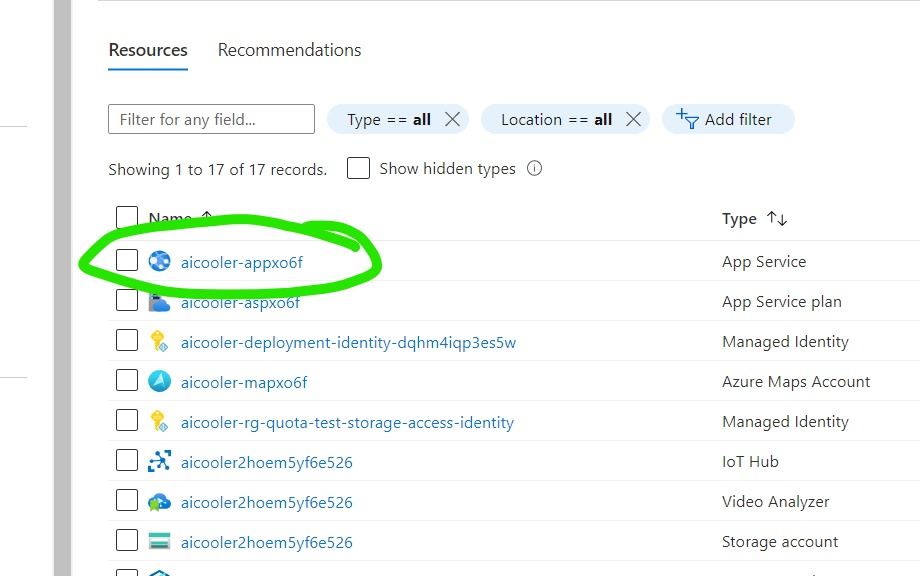 Resources Recommendations
Filter for any field... Type == all Location == all Add filter
Showing 1 to 17 of 17 records. Show hidden types
Name Type
aicooler-appxo6f App Service
aicooler-aspxo6f App Service plan
aicooler-deployment-identity-dqhm4iqp3es5w Managed Identity
aicooler-mapxo6f Azure Maps Account
aicooler-rg-quota-test-storage-access-identity Managed Identity
aicooler2hoem5yf6e526 IoT Hub
aicooler2hoem5yf6e526 Video Analyzer
aicooler2hoem5yf6e526 Storage account